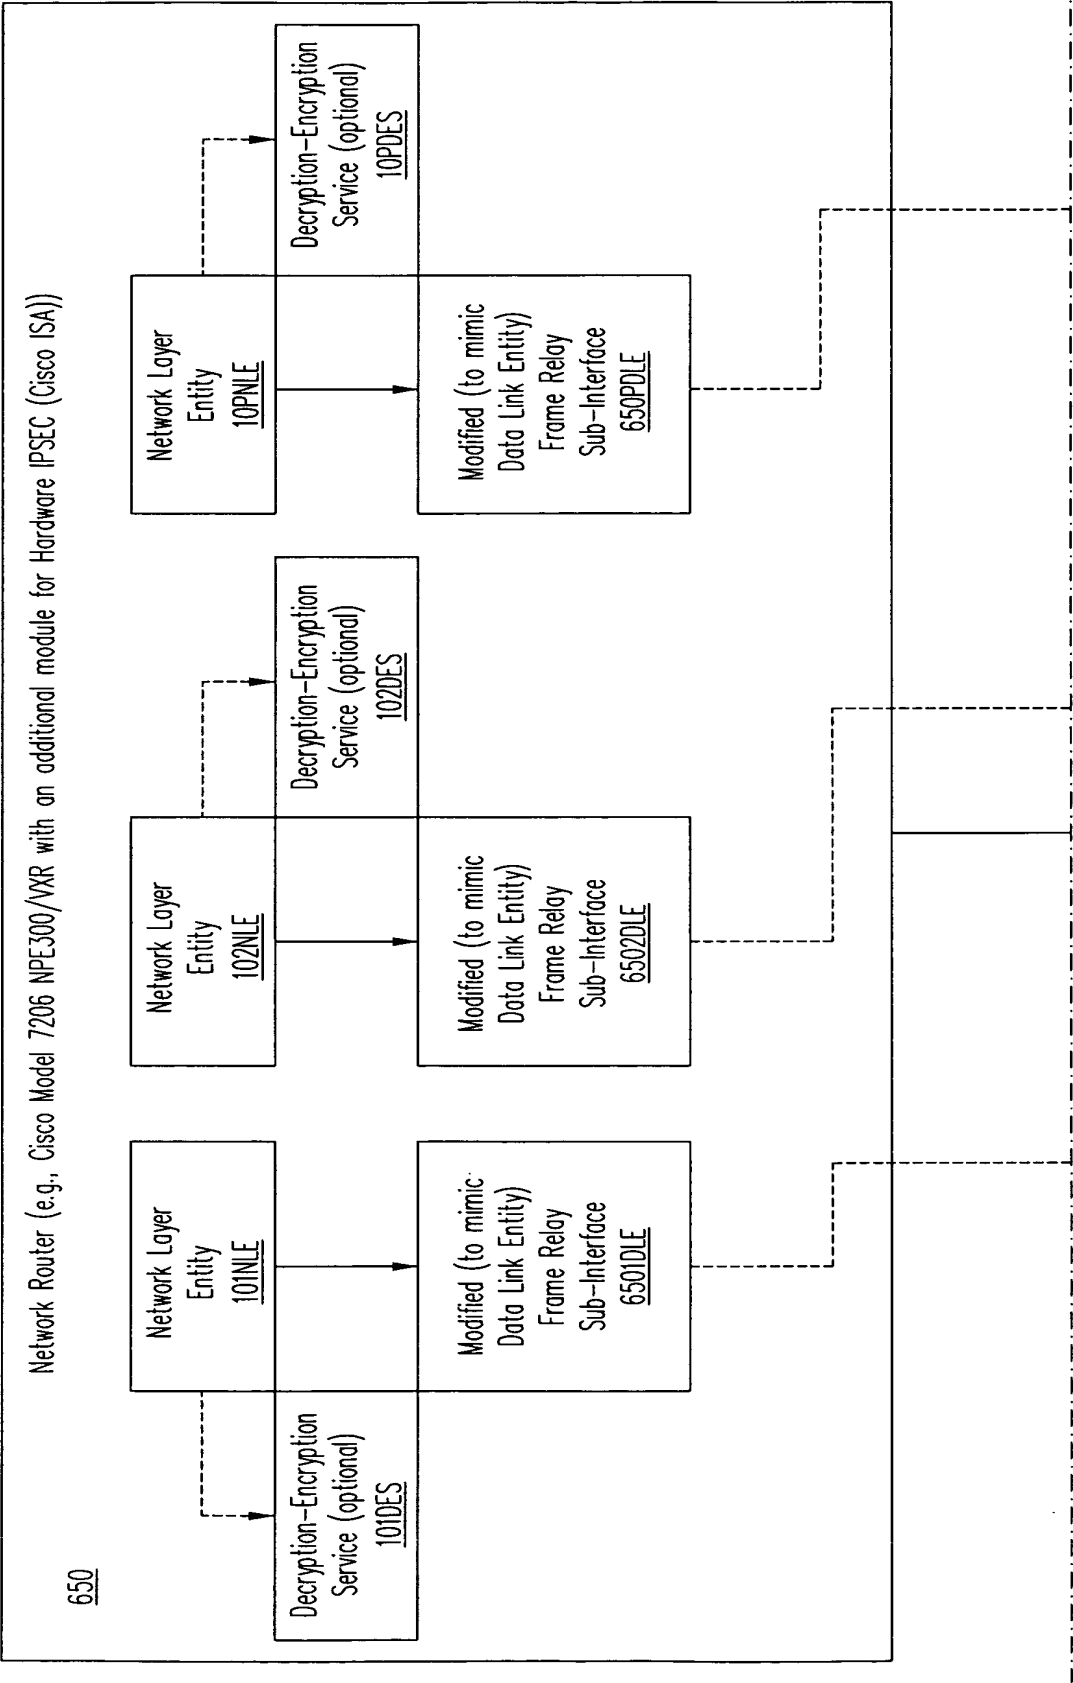 Network Router (e.g., Cisco Model 7206 NPE300/VXR with an additional module for Hardware IPSEC (Cisco ISA))
650
Network Layer
Entity
101NLE
Decryption-Encryption
Service (optional)
101DES
Modified (to mimic
Data Link Entity)
Frame Relay
Sub-Interface
6501DLE
Network Layer
Entity
102NLE
Decryption-Encryption
Service (optional)
102DES
Modified (to mimic
Data Link Entity)
Frame Relay
Sub-Interface
6502DLE
Network Layer
Entity
10PNLE
Decryption-Encryption
Service (optional)
10PDES
Modified (to mimic
Data Link Entity)
Frame Relay
Sub-Interface
650PDLE